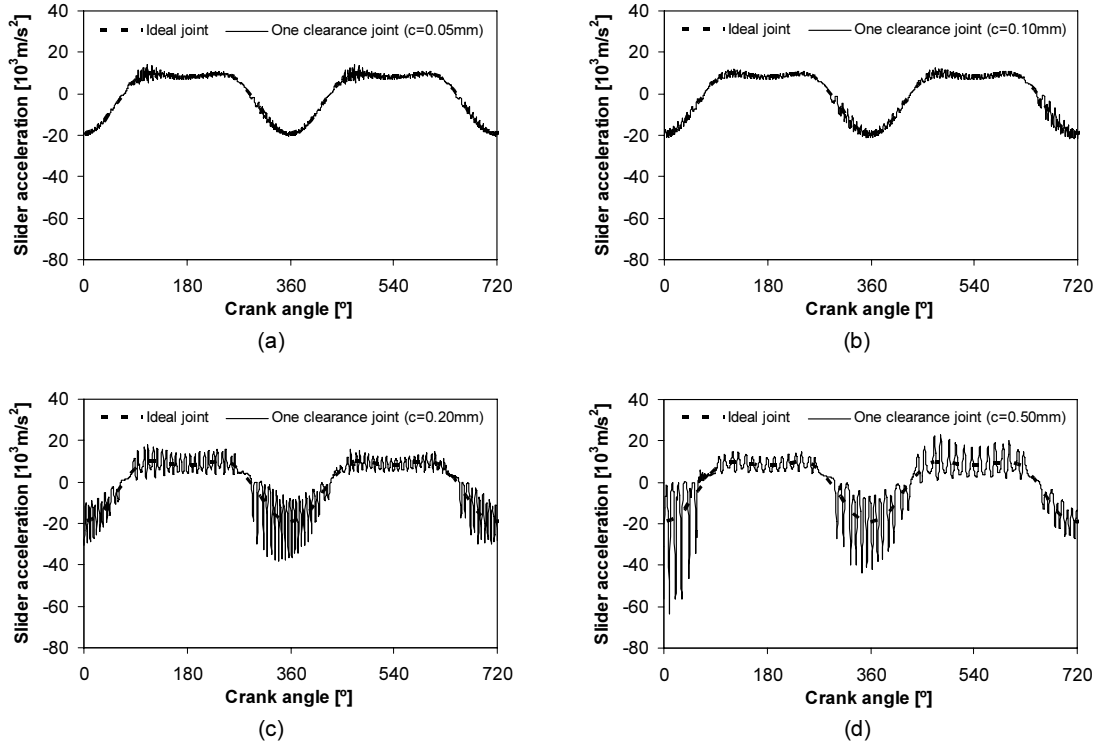 Slider acceleration [10³m/s²]
Ideal joint One clearance joint (c=0.05mm)
40
20
0
-20
-40
-60
-80
0 180 360 540 720
Crank angle [º]
(a)
Slider acceleration [10³m/s²]
Ideal joint One clearance joint (c=0.10mm)
40
20
0
-20
-40
-60
-80
0 180 360 540 720
Crank angle [º]
(b)
Slider acceleration [10³m/s²]
Ideal joint One clearance joint (c=0.20mm)
40
20
0
-20
-40
-60
-80
0 180 360 540 720
Crank angle [º]
(c)
Slider acceleration [10³m/s²]
Ideal joint One clearance joint (c=0.50mm)
40
20
0
-20
-40
-60
-80
0 180 360 540 720
Crank angle [º]
(d)